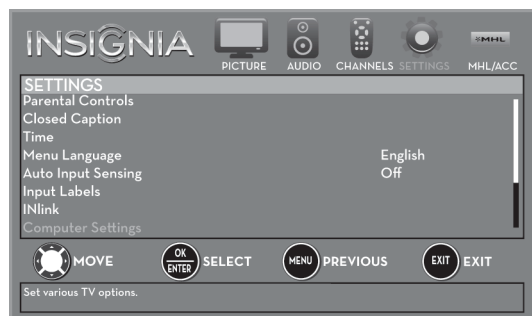 INSIGNIA
PICTURE AUDIO CHANNELS SETTINGS MHL MHL/ACC
SETTINGS
Parental Controls
Closed Caption
Time
Menu Language English
Auto Input Sensing Off
Input Labels
INlink
Computer Settings
MOVE OK ENTER SELECT MENU PREVIOUS EXIT EXIT
Set various TV options.